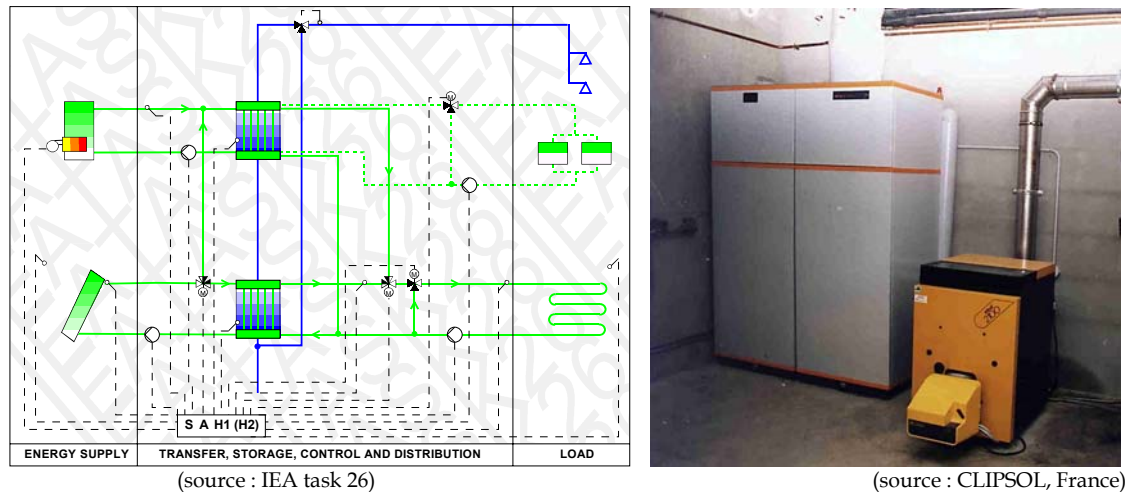 M
M
M
M
S A H1 (H2)
ENERGY SUPPLY
TRANSFER, STORAGE, CONTROL AND DISTRIBUTION
LOAD
(source : IEA task 26)
(source : CLIPSOL, France)